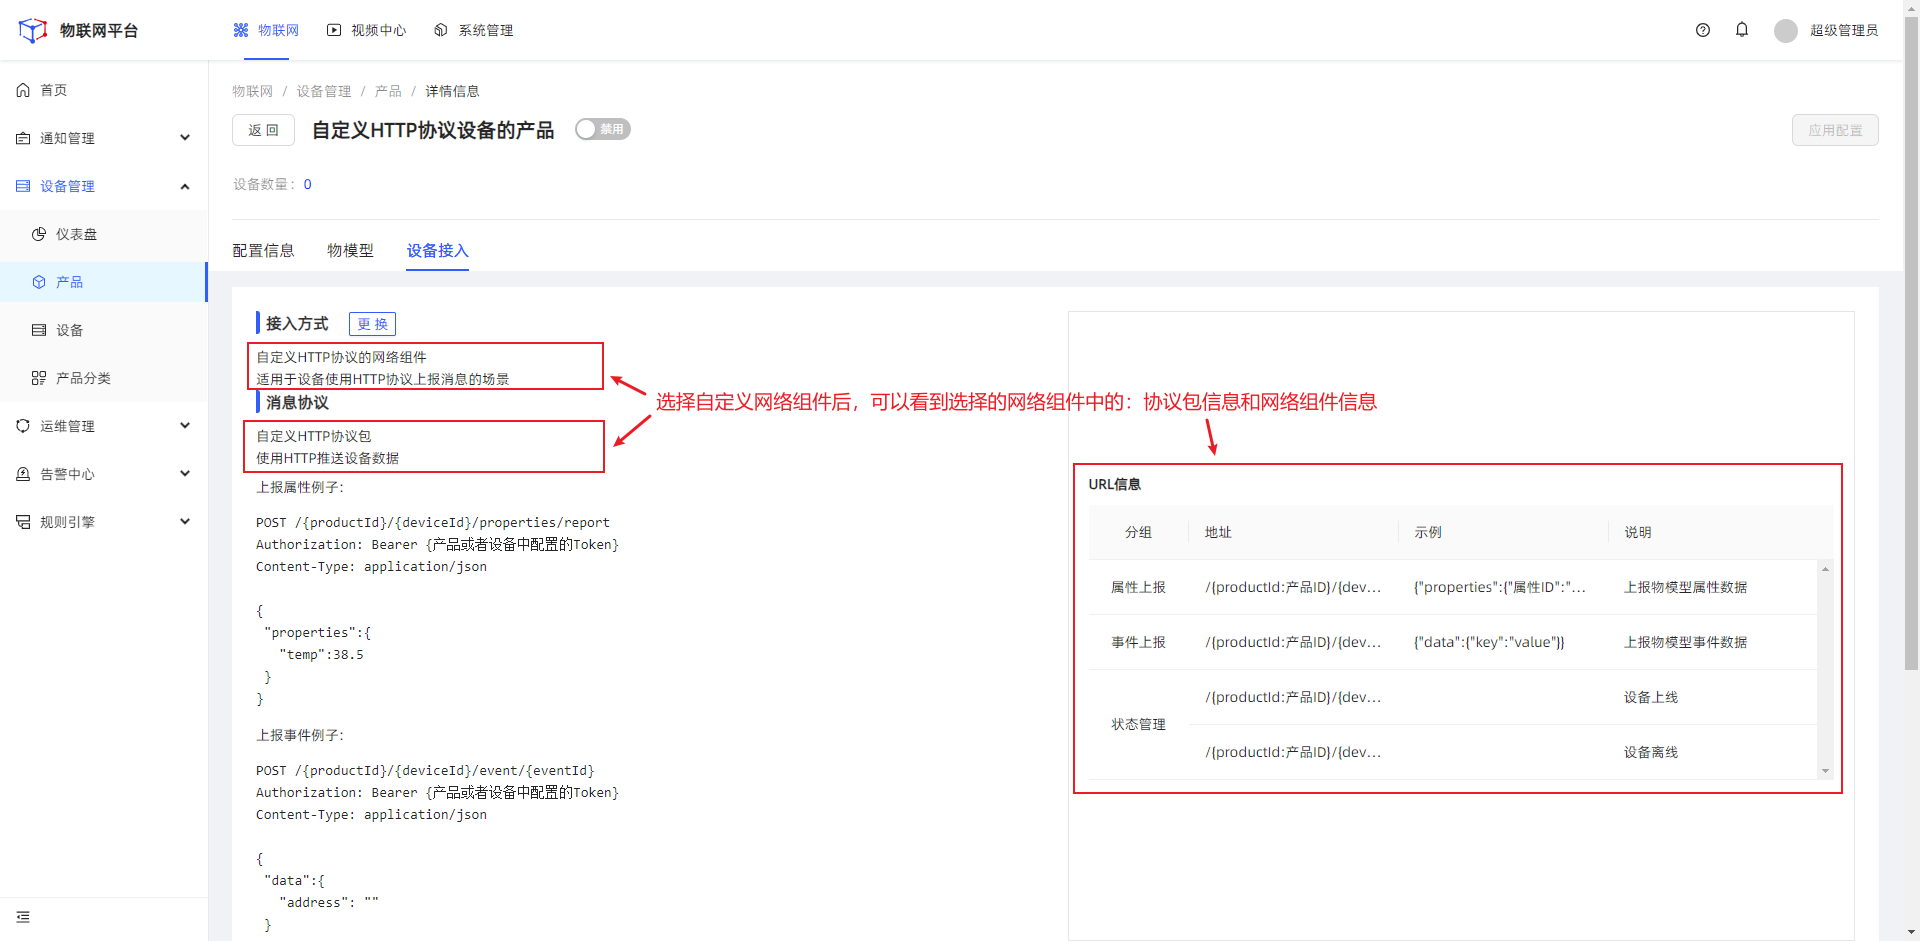 物联网平台
物联网
视频中心
系统管理
超级管理员
首页
通知管理
设备管理
仪表盘
产品
设备
产品分类
运维管理
告警中心
规则引擎
物联网 / 设备管理 / 产品 / 详情信息
返 回
自定义HTTP协议设备的产品
禁用
应用配置
设备数量：0
配置信息
物模型
设备接入
接入方式
更 换
自定义HTTP协议的网络组件
适用于设备使用HTTP协议上报消息的场景
消息协议
自定义HTTP协议包
使用HTTP推送设备数据
选择自定义网络组件后，可以看到选择的网络组件中的：协议包信息和网络组件信息
上报属性例子：
POST /{productId}/{deviceId}/properties/report
Authorization: Bearer {产品或者设备中配置的Token}
Content-Type: application/json
{
"properties":{
"temp":38.5
}
}
上报事件例子：
POST /{productId}/{deviceId}/event/{eventId}
Authorization: Bearer {产品或者设备中配置的Token}
Content-Type: application/json
{
"data":{
"address": ""
}
URL信息
分组 地址 示例 说明
属性上报 /{productId:产品ID}/{dev... {"properties":{"属性ID":"... 上报物模型属性数据
事件上报 /{productId:产品ID}/{dev... {"data":{"key":"value"}} 上报物模型事件数据
/{productId:产品ID}/{dev... 设备上线
状态管理
/{productId:产品ID}/{dev... 设备离线